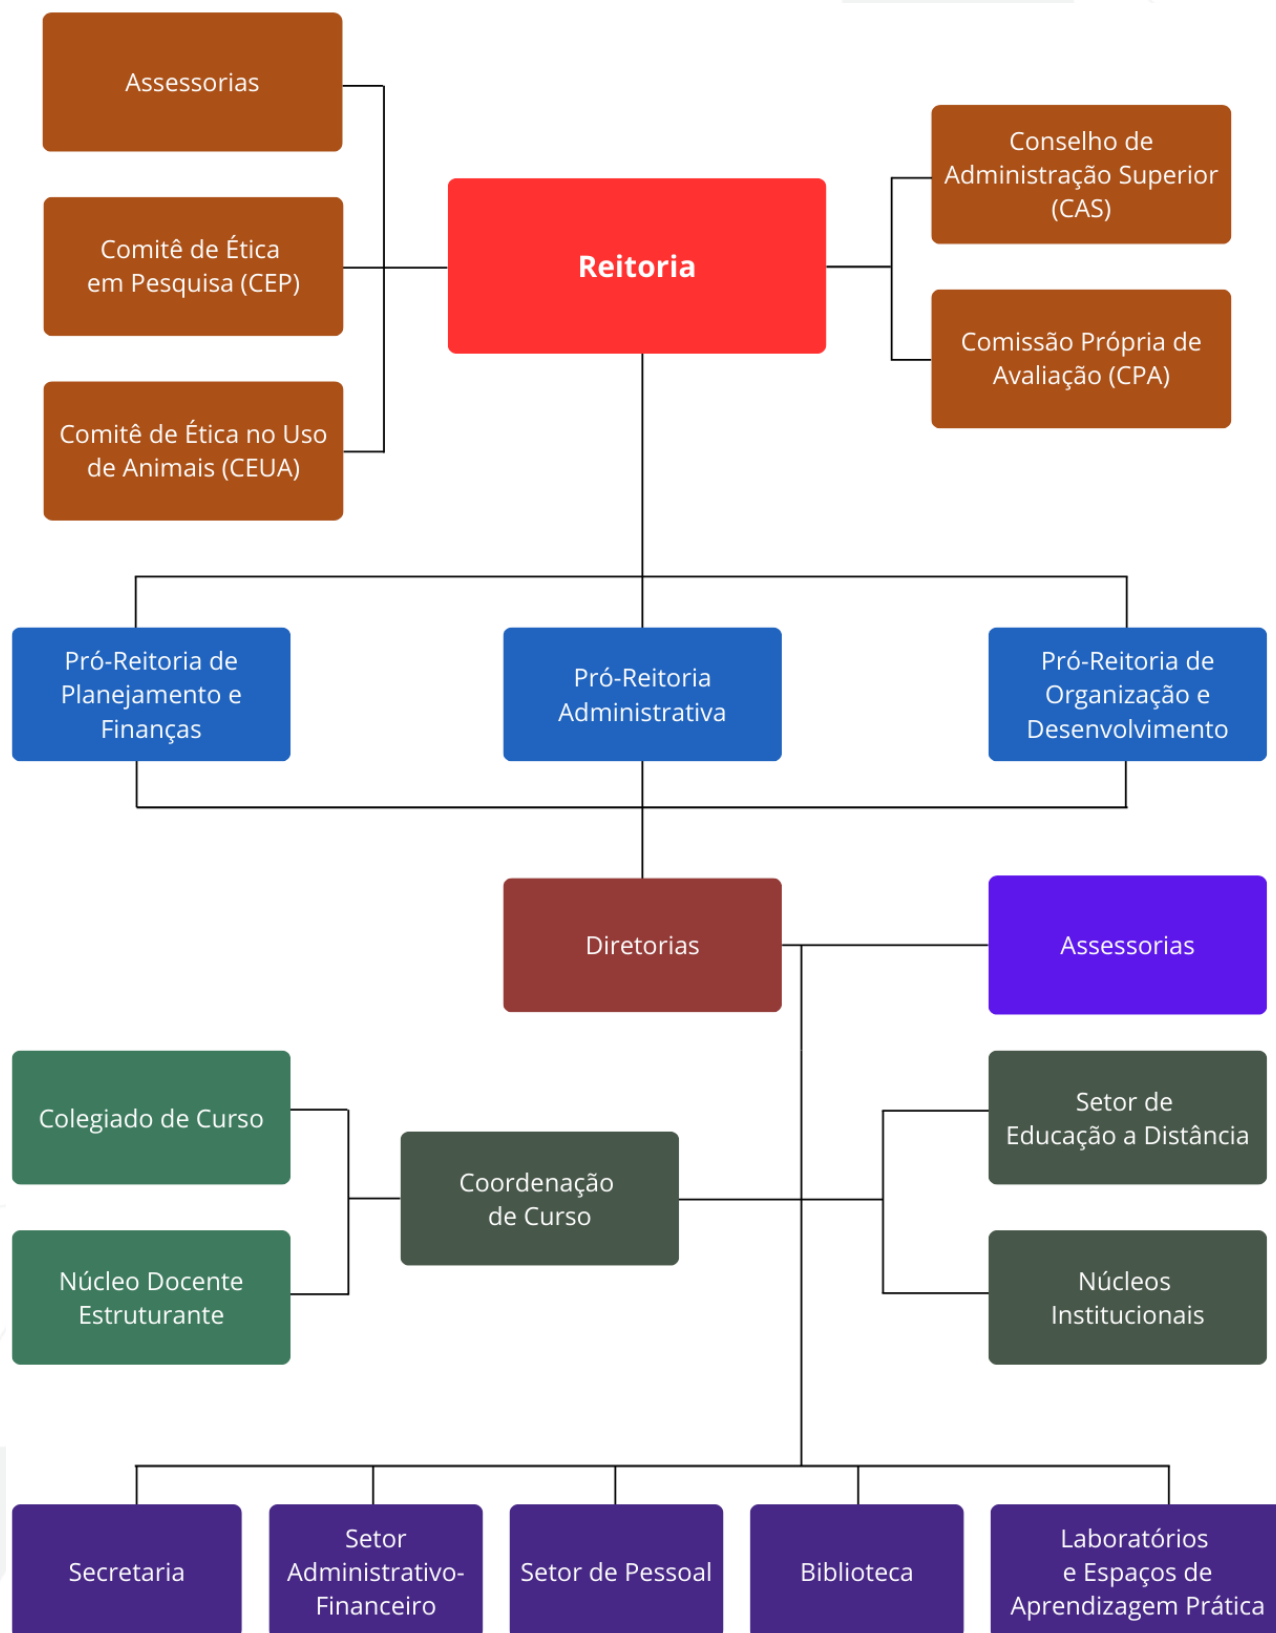 Assessorias
Conselho de
Administração Superior
(CAS)
Comitê de Ética
em Pesquisa (CEP)
Reitoria
Comissão Própria de
Avaliação (CPA)
Comitê de Ética no Uso
de Animais (CEUA)
Pró-Reitoria de
Planejamento e
Finanças
Pró-Reitoria
Administrativa
Pró-Reitoria de
Organização e
Desenvolvimento
Diretorias
Assessorias
Colegiado de Curso
Coordenação
de Curso
Setor de
Educação a Distância
Núcleo Docente
Estruturante
Núcleos
Institucionais
Secretaria
Setor
Administrativo-
Financeiro
Setor de Pessoal
Biblioteca
Laboratórios
e Espaços de
Aprendizagem Prática